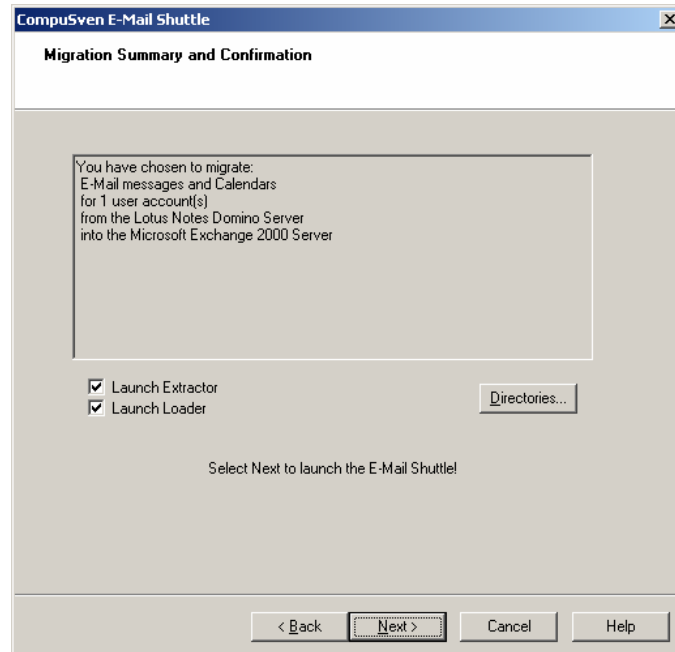 CompuSven E-Mail Shuttle
Migration Summary and Confirmation
You have chosen to migrate:
E-Mail messages and Calendars
for 1 user account(s)
from the Lotus Notes Domino Server
into the Microsoft Exchange 2000 Server
Launch Extractor
Directories...
Launch Loader
Select Next to launch the E-Mail Shuttle!
< Back
Next >
Cancel
Help